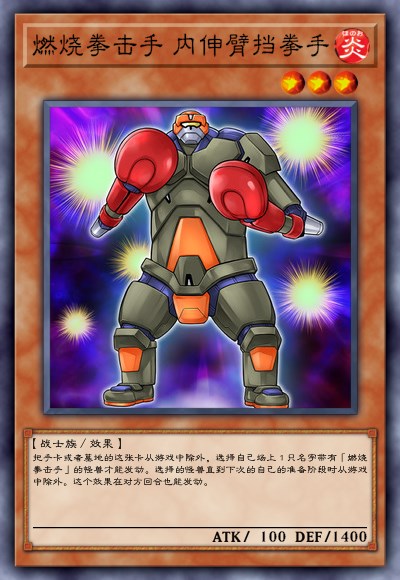 燃烧拳击手 内伸臂挡拳手
炎
ほのお
【战士族／效果】
把手卡或者墓地的这张卡从游戏中除外，选择自己场上１只名字带有「燃烧
拳击手」的怪兽才能发动。选择的怪兽直到下次的自己的准备阶段时从游戏
中除外。这个效果在对方回合也能发动。
ATK/ 100 DEF/1400